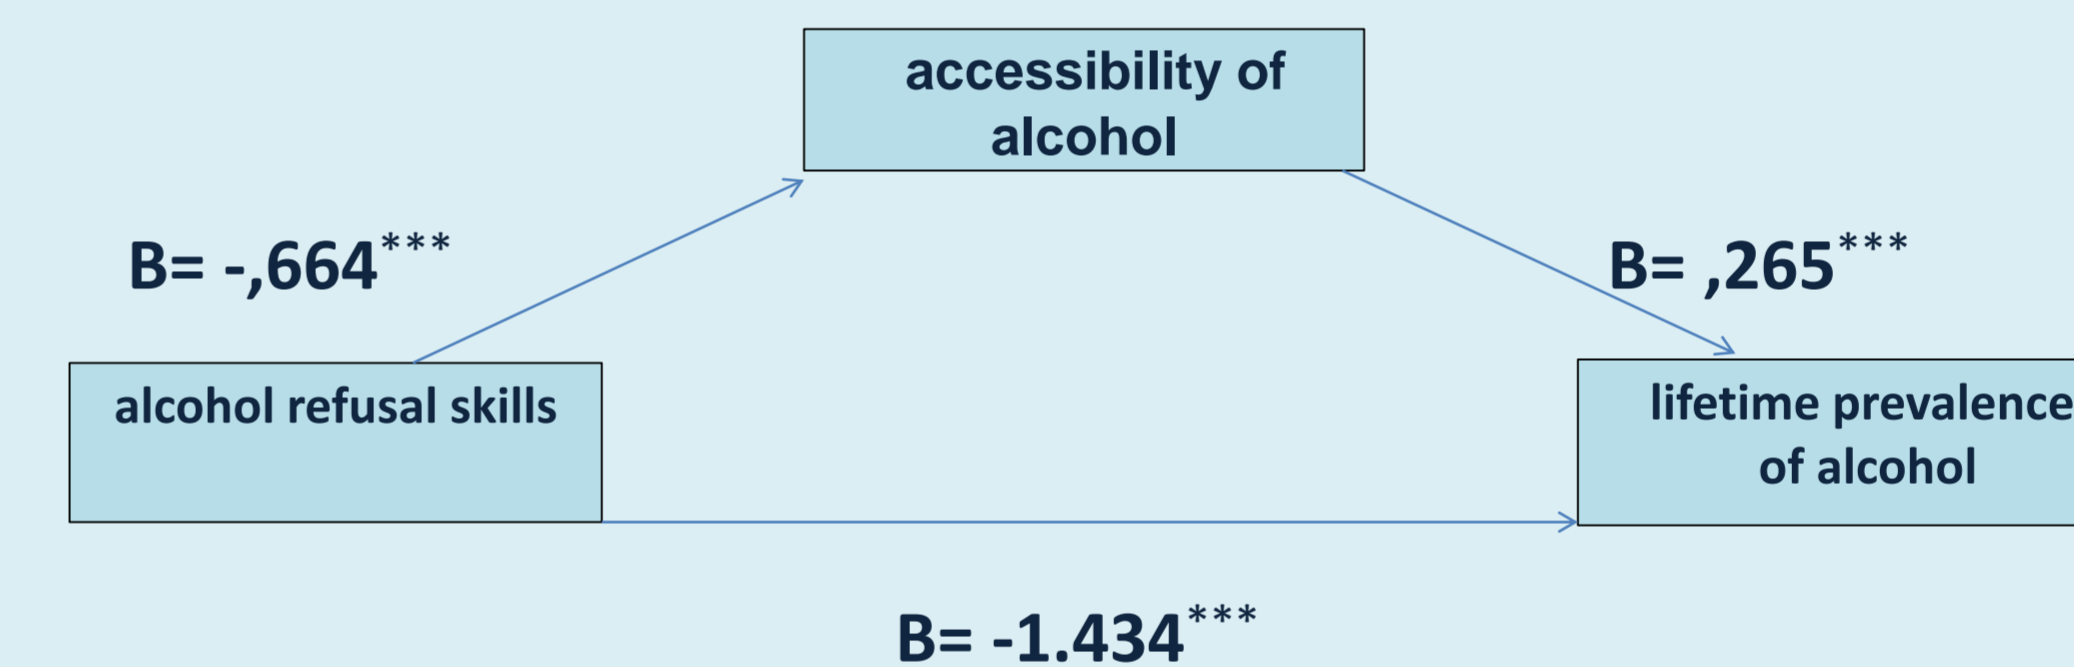 accessibility of
alcohol
B= -,664***
B= ,265***
alcohol refusal skills
lifetime prevalence
of alcohol
B= -1.434***